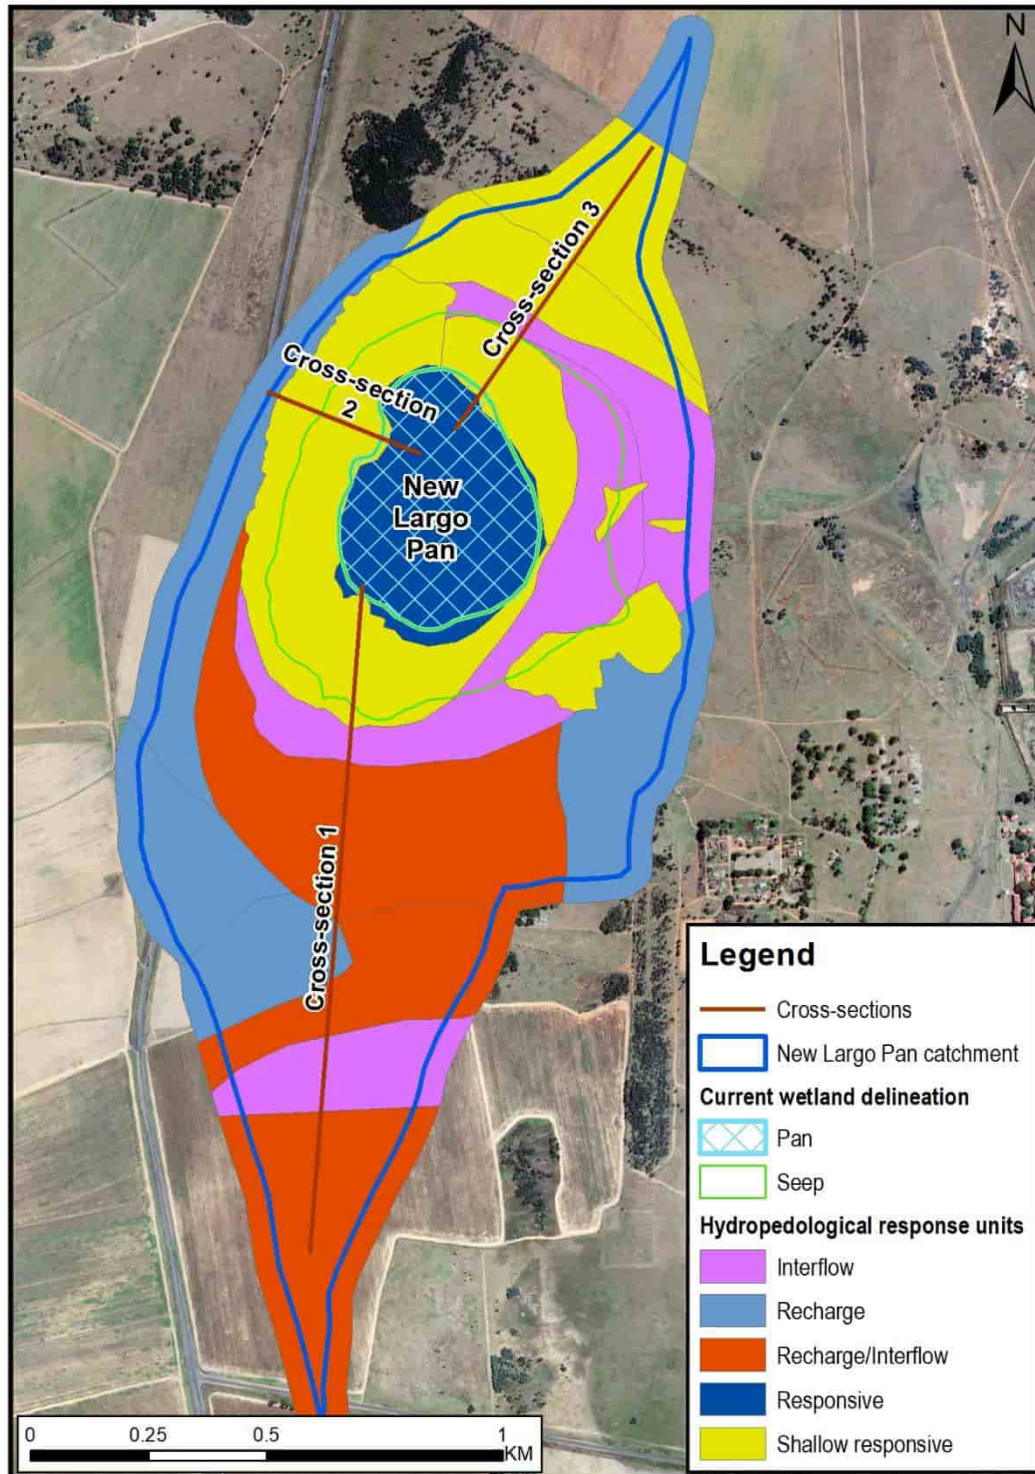 N
Cross-section 3
Cross-section
2
New
Largo
Pan
Cross-section 1
Legend
Cross-sections
New Largo Pan catchment
Current wetland delineation
Pan
Seep
Hydropedological response units
Interflow
Recharge
Recharge/Interflow
Responsive
Shallow responsive
0 0.25 0.5 1
KM